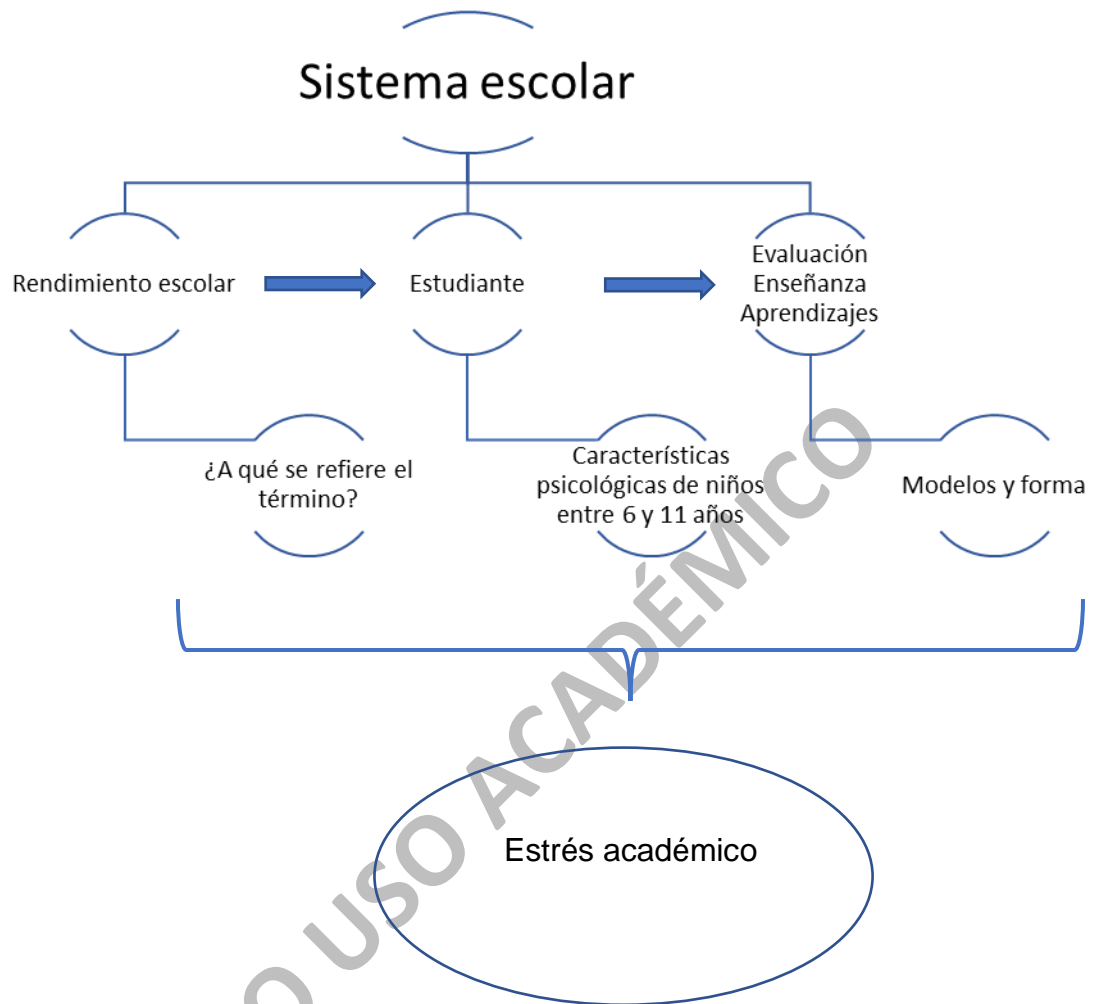 Sistema escolar
Rendimiento escolar
Estudiante
Evaluación
Enseñanza
Aprendizajes
¿A qué se refiere el
término?
Características
psicológicas de niños
entre 6 y 11 años
Modelos y forma
Estrés académico
O USO ACADÉMICO